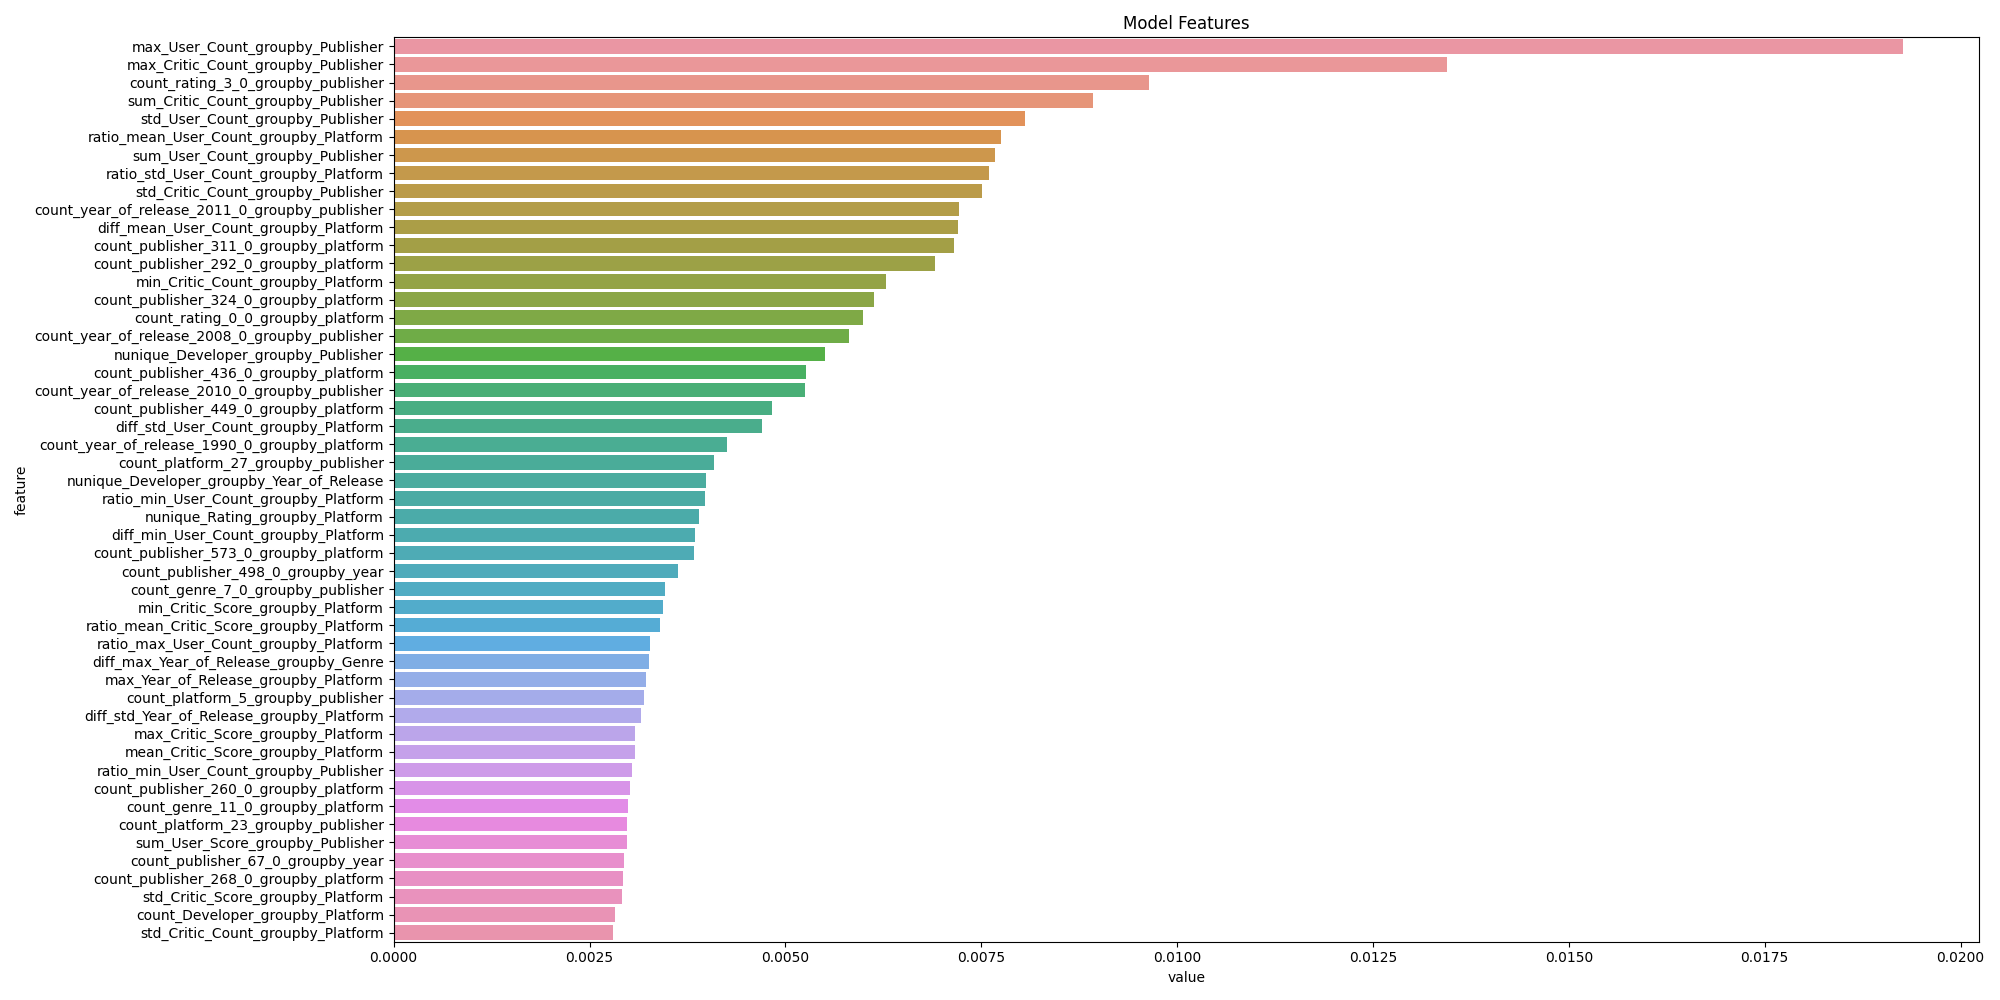 Model Features
max_User_Count_groupby_Publisher
max_Critic_Count_groupby_Publisher
count_rating_3_0_groupby_publisher
sum_Critic_Count_groupby_Publisher
std_User_Count_groupby_Publisher
ratio_mean_User_Count_groupby_Platform
sum_User_Count_groupby_Publisher
ratio_std_User_Count_groupby_Platform
std_Critic_Count_groupby_Publisher
count_year_of_release_2011_0_groupby_publisher
diff_mean_User_Count_groupby_Platform
count_publisher_311_0_groupby_platform
count_publisher_292_0_groupby_platform
min_Critic_Count_groupby_Platform
count_publisher_324_0_groupby_platform
count_rating_0_0_groupby_platform
count_year_of_release_2008_0_groupby_publisher
nunique_Developer_groupby_Publisher
count_publisher_436_0_groupby_platform
count_year_of_release_2010_0_groupby_publisher
count_publisher_449_0_groupby_platform
diff_std_User_Count_groupby_Platform
count_year_of_release_1990_0_groupby_platform
count_platform_27_groupby_publisher
nunique_Developer_groupby_Year_of_Release
ratio_min_User_Count_groupby_Platform
nunique_Rating_groupby_Platform
diff_min_User_Count_groupby_Platform
count_publisher_573_0_groupby_platform
count_publisher_498_0_groupby_year
count_genre_7_0_groupby_publisher
min_Critic_Score_groupby_Platform
ratio_mean_Critic_Score_groupby_Platform
ratio_max_User_Count_groupby_Platform
diff_max_Year_of_Release_groupby_Genre
max_Year_of_Release_groupby_Platform
count_platform_5_groupby_publisher
diff_std_Year_of_Release_groupby_Platform
max_Critic_Score_groupby_Platform
mean_Critic_Score_groupby_Platform
ratio_min_User_Count_groupby_Publisher
count_publisher_260_0_groupby_platform
count_genre_11_0_groupby_platform
count_platform_23_groupby_publisher
sum_User_Score_groupby_Publisher
count_publisher_67_0_groupby_year
count_publisher_268_0_groupby_platform
std_Critic_Score_groupby_Platform
count_Developer_groupby_Platform
std_Critic_Count_groupby_Platform
feature
0.0000 0.0025 0.0050 0.0075 0.0100 0.0125 0.0150 0.0175 0.0200
value